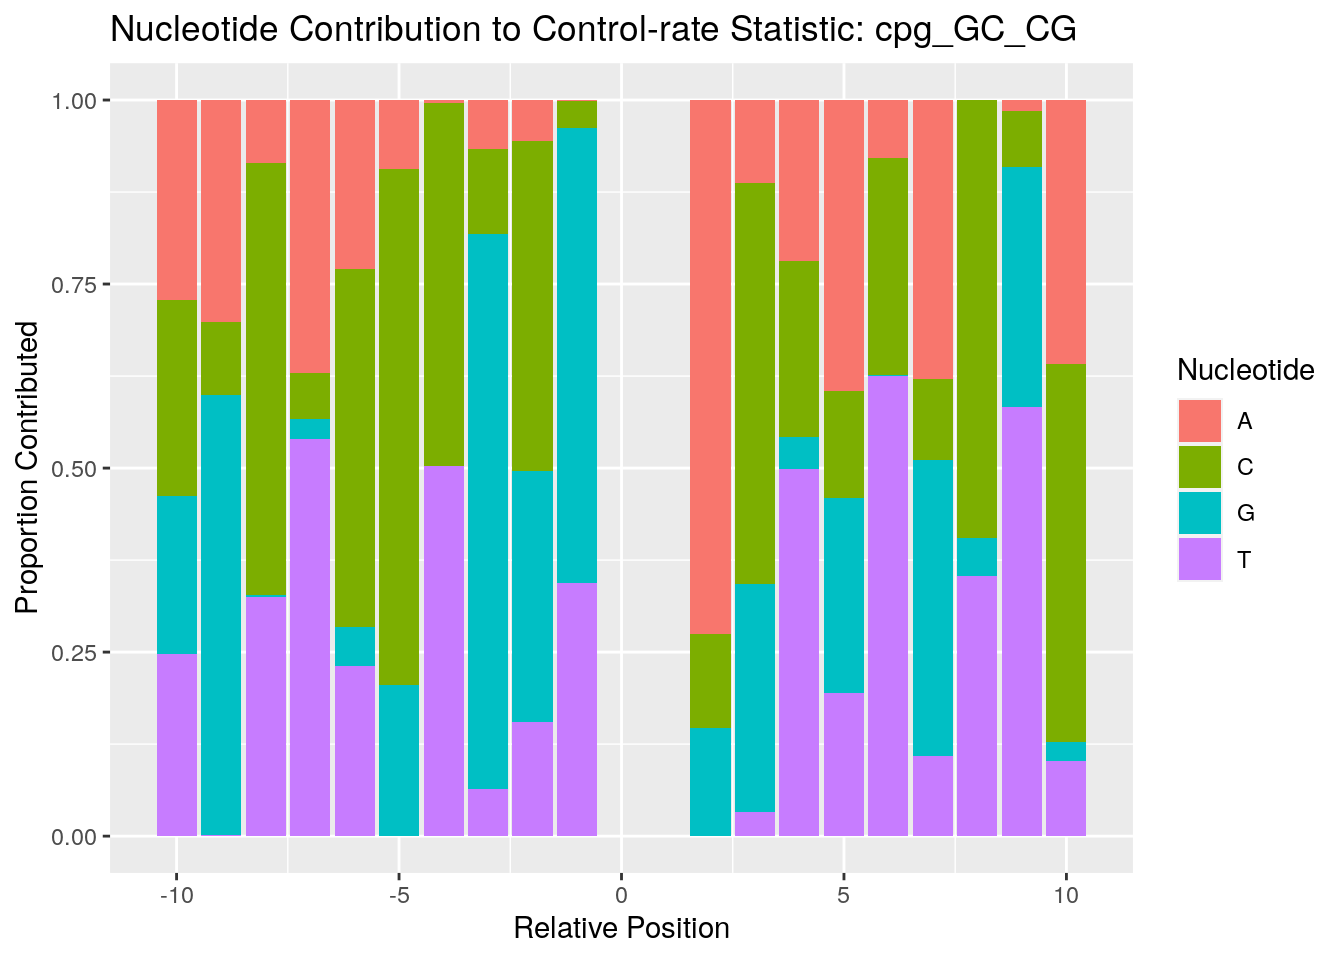 Nucleotide Contribution to Control-rate Statistic: cpg_GC_CG
Proportion Contributed
1.00
0.75
0.50
0.25
0.00
-10
-5
0
5
10
Relative Position
Nucleotide
A
C
G
T